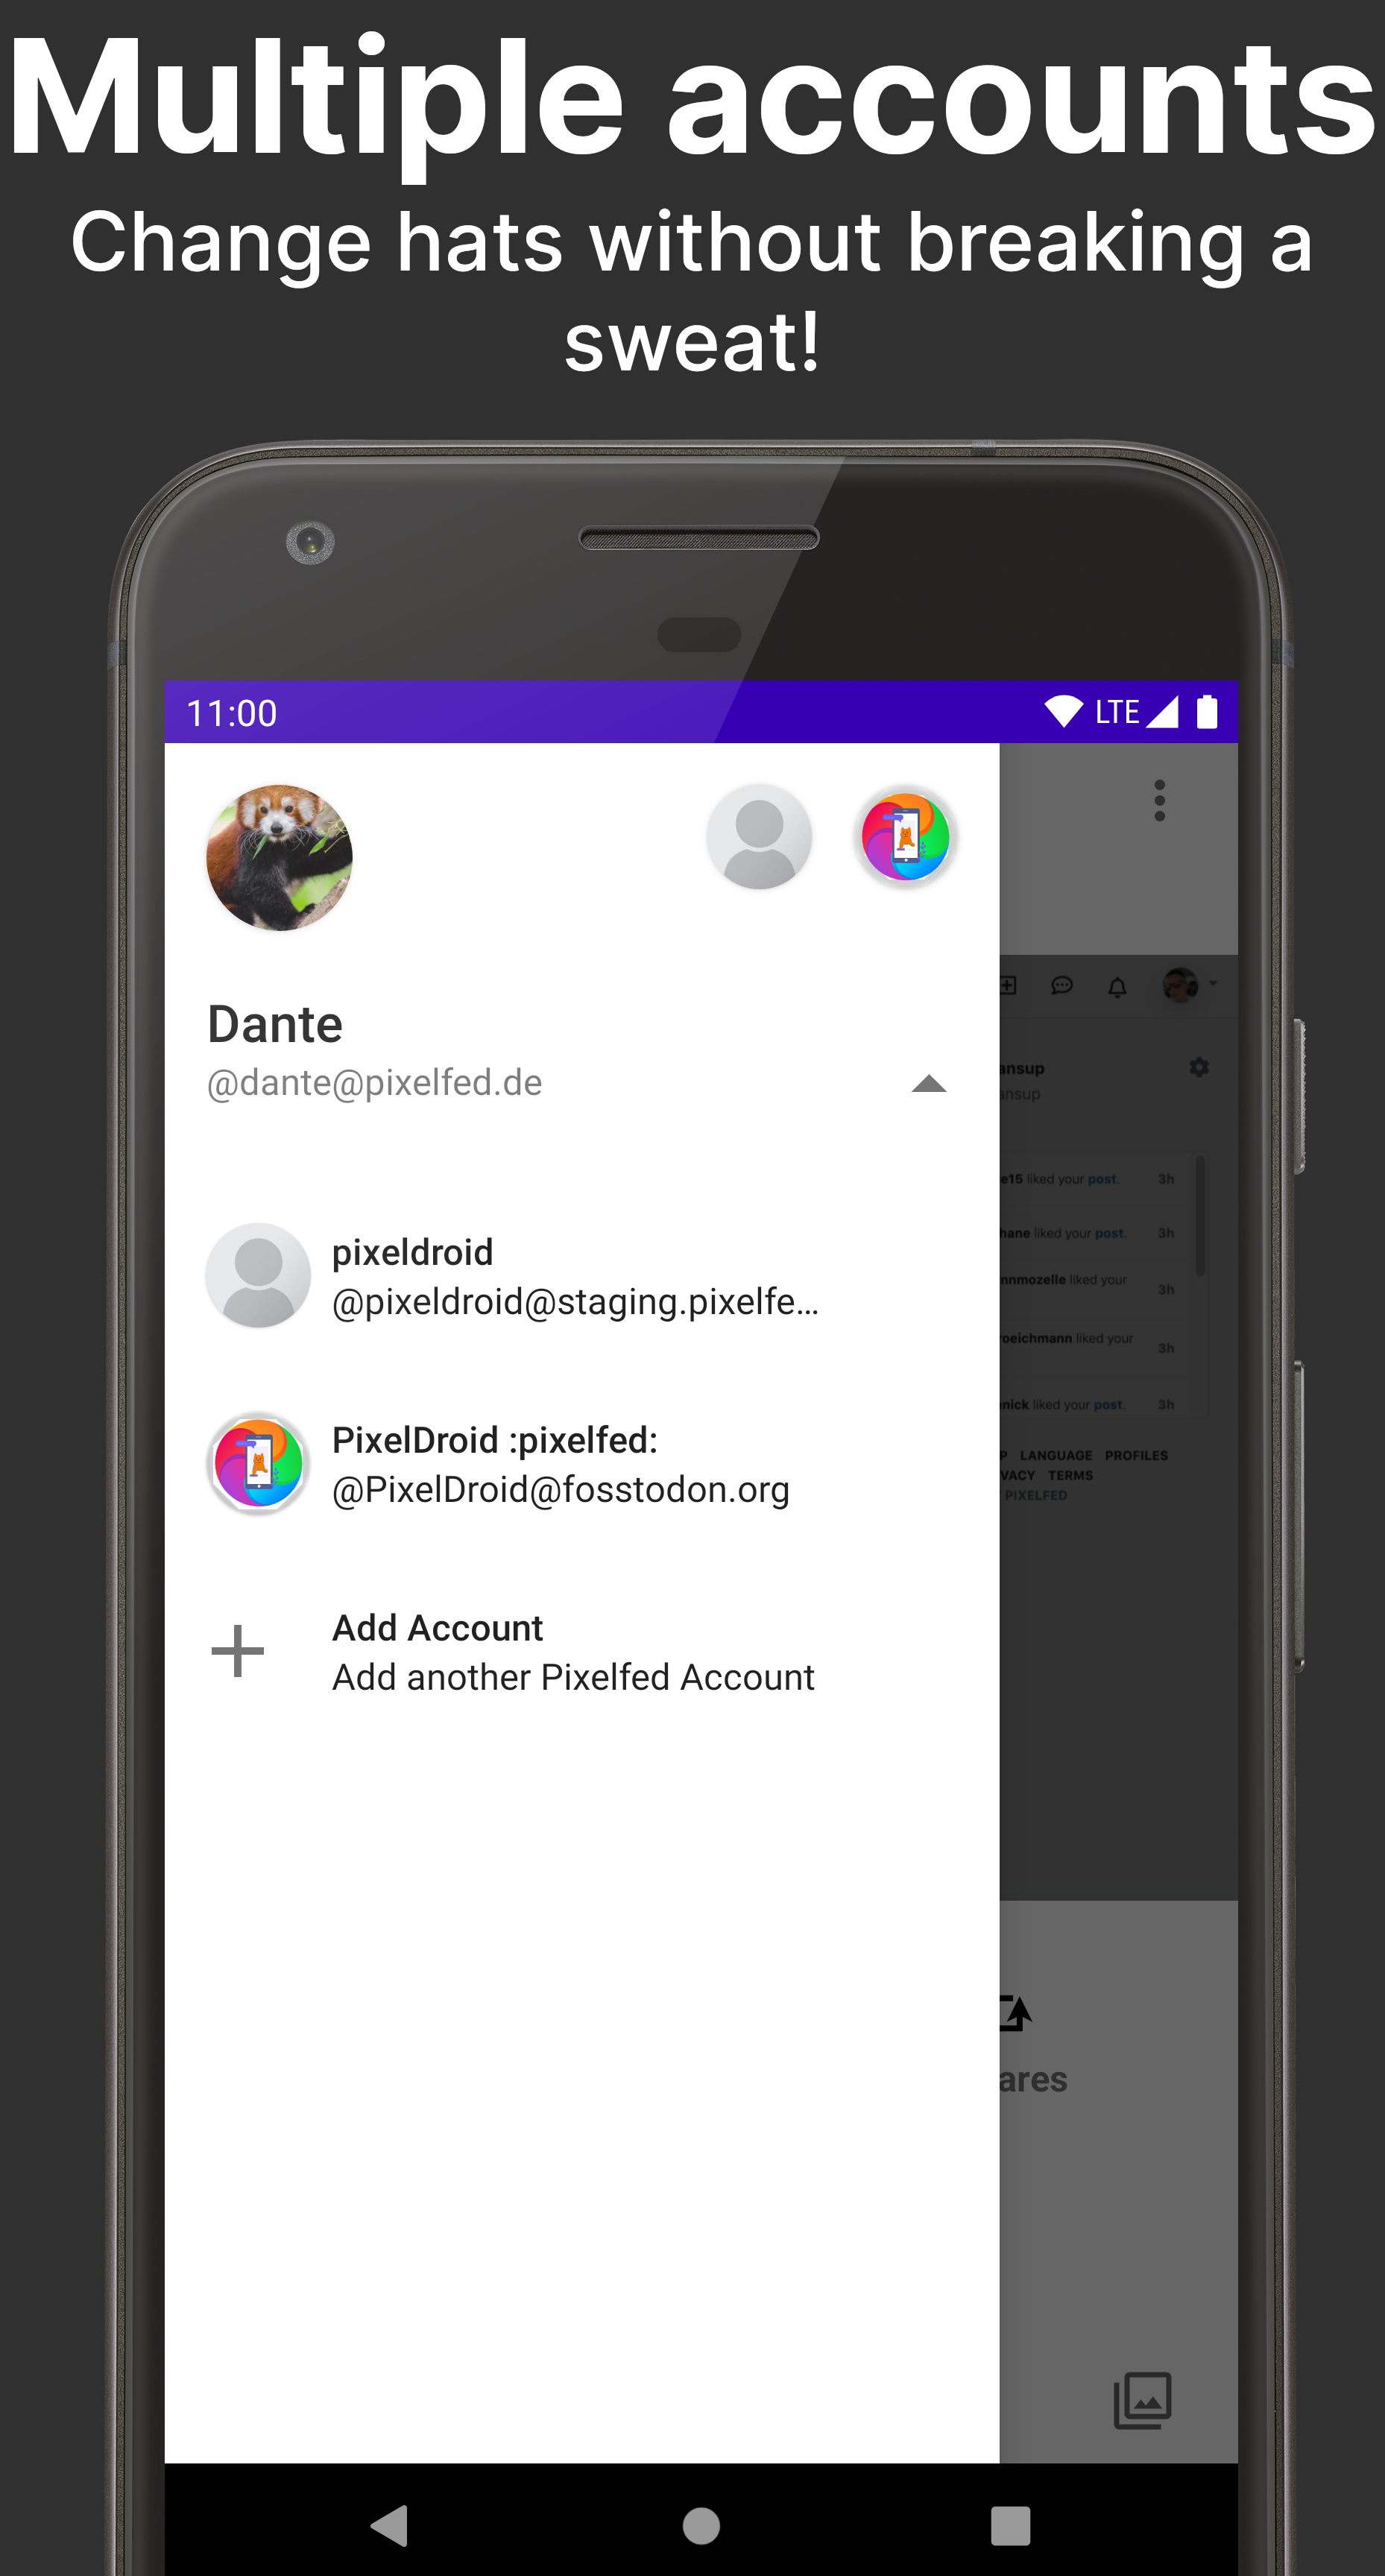 Multiple accounts
Change hats without breaking a
sweat!
11:00
LTE
Dante
@dante@pixelfed.de
pixeldroid
@pixeldroid@staging.pixelfe…
PixelDroid :pixelfed:
@PixelDroid@fosstodon.org
Add Account
Add another Pixelfed Account
ansup
ansup
e15 liked your post. 3h
hane liked your post. 3h
nnmozelle liked your 3h
roeichmann liked your 3h
nick liked your post. 3h
P LANGUAGE PROFILES
VACY TERMS
PIXELFED
ares